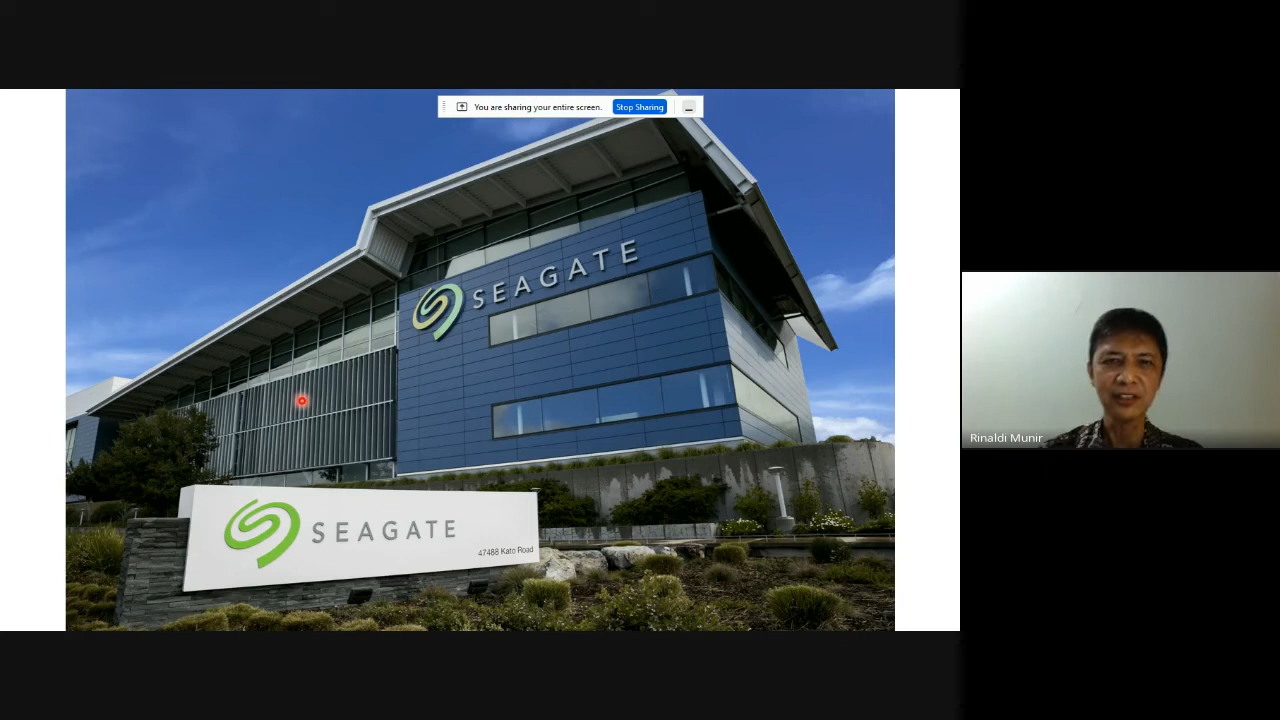 You are sharing your entire screen.
Stop Sharing
SEAGATE
SEAGATE
47488 Kato Road
Rinaldi Munir